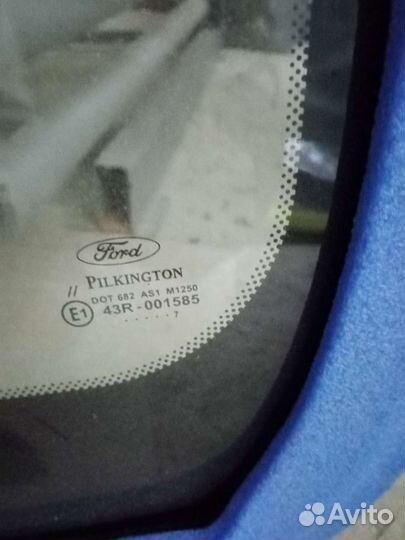 Ford
// PILKINGTON
DOT 682 AS1 M1250
E1 43R-001585
. . . . . 7
Avito